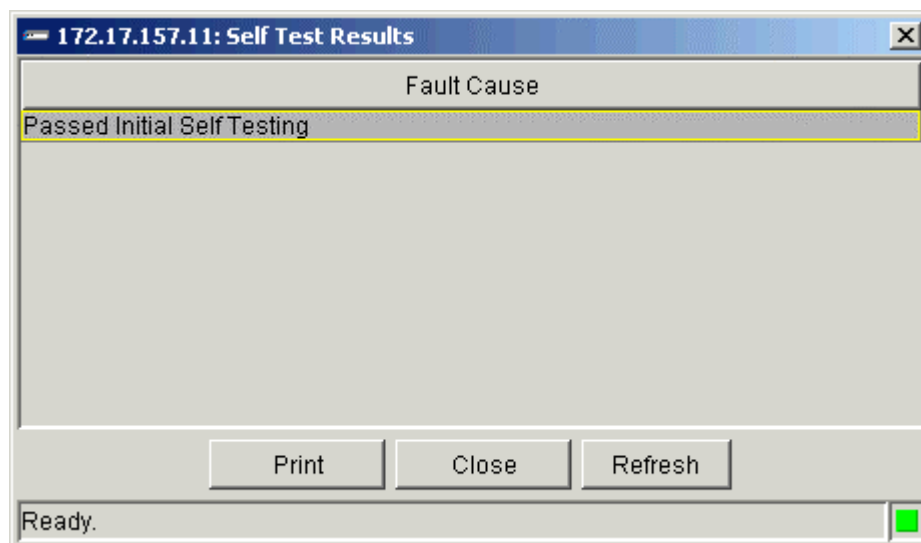 172.17.157.11: Self Test Results
Fault Cause
Passed Initial Self Testing
Print Close Refresh
Ready.